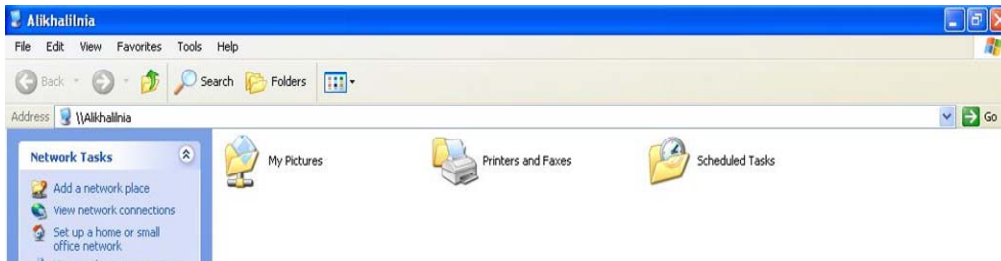 Alikhalilnia
File Edit View Favorites Tools Help
Back Search Folders
Address \\Alikhalilnia Go
Network Tasks
Add a network place
View network connections
Set up a home or small
office network
My Pictures
Printers and Faxes
Scheduled Tasks